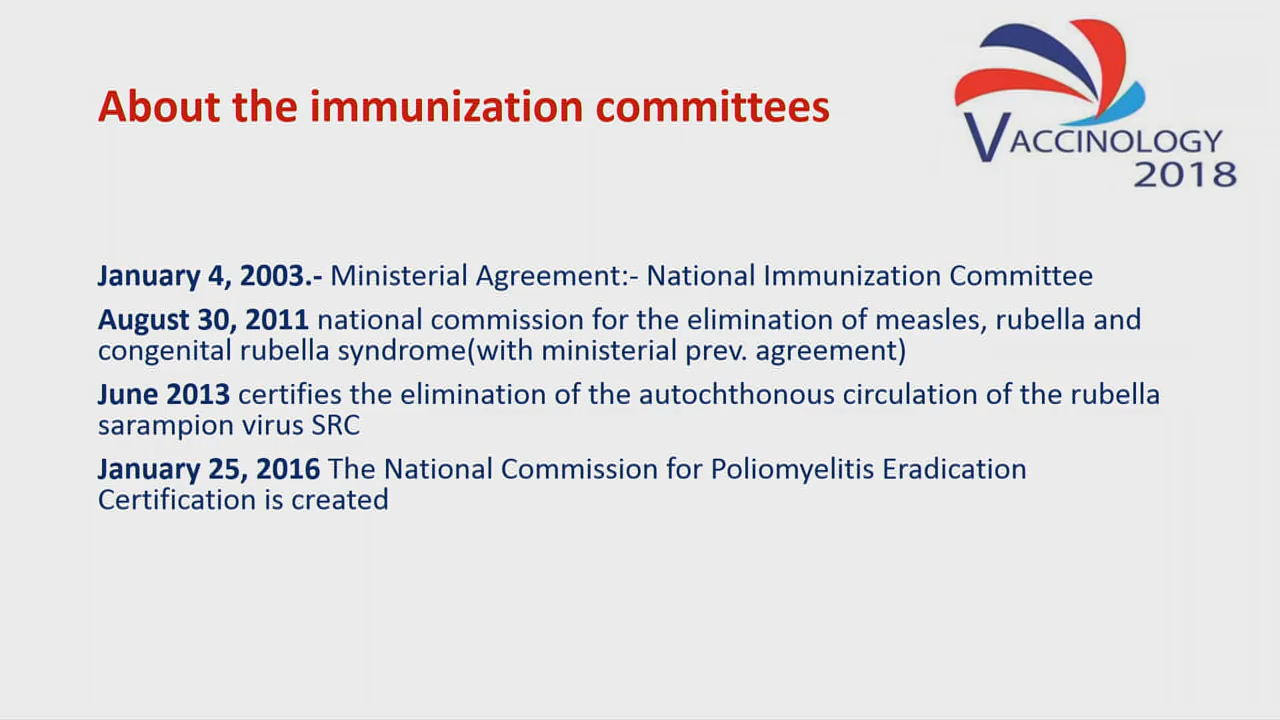 About the immunization committees
VACCINOLOGY
2018
January 4, 2003.- Ministerial Agreement:- National Immunization Committee
August 30, 2011 national commission for the elimination of measles, rubella and
congenital rubella syndrome(with ministerial prev. agreement)
June 2013 certifies the elimination of the autochthonous circulation of the rubella
sarampion virus SRC
January 25, 2016 The National Commission for Poliomyelitis Eradication
Certification is created